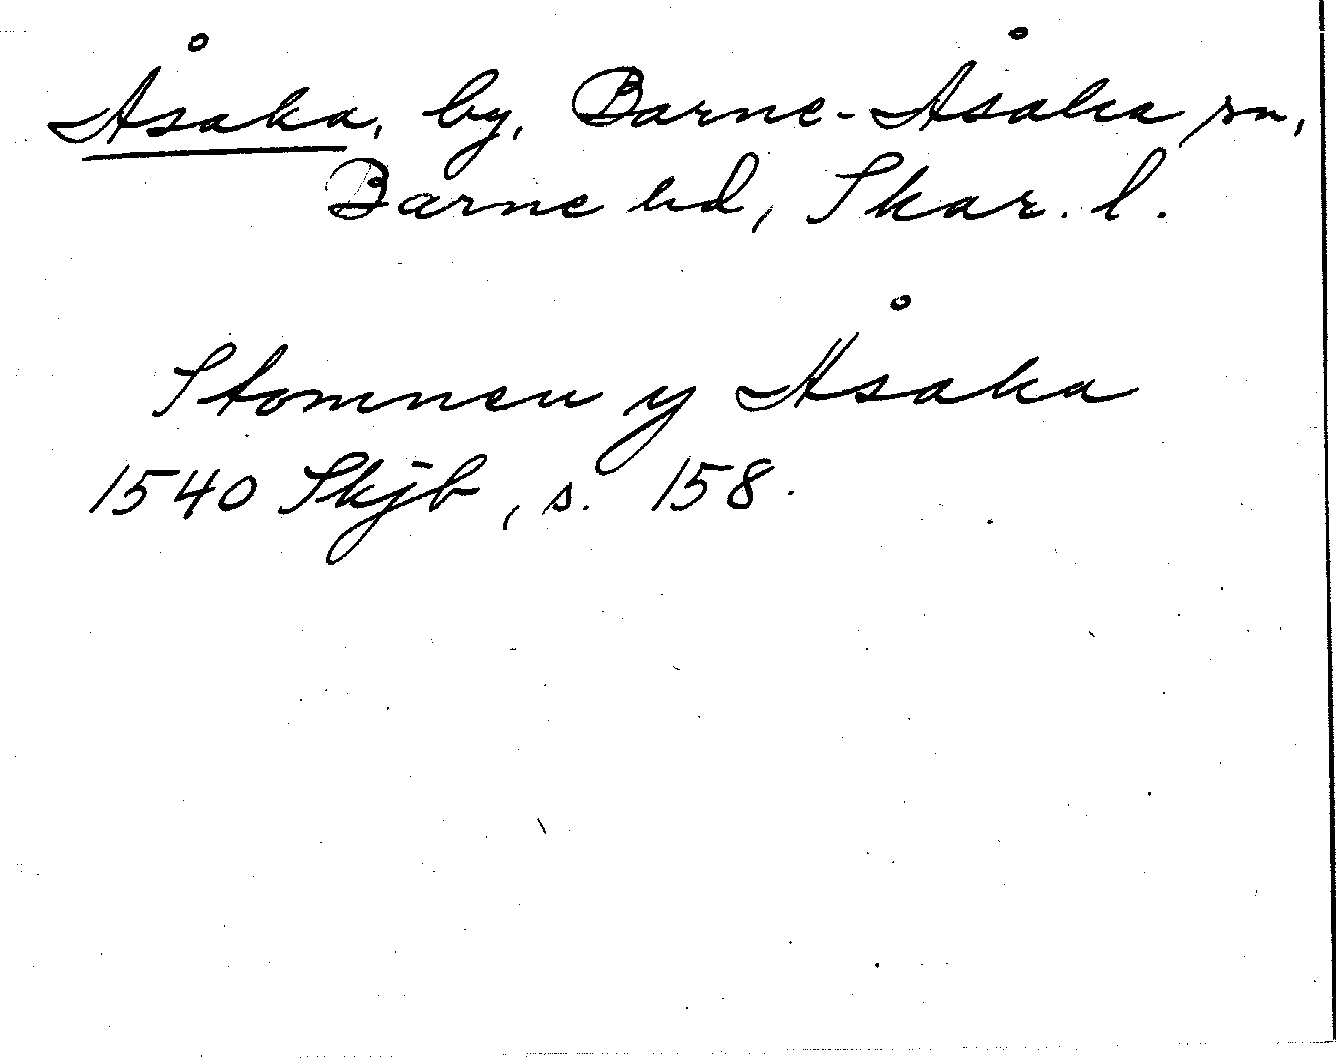 Åsaka, by, Barne-Åsaka sn,
Barne hd, Skar. l.
Stommen y Åsaka
1540 Skjb, s. 158.